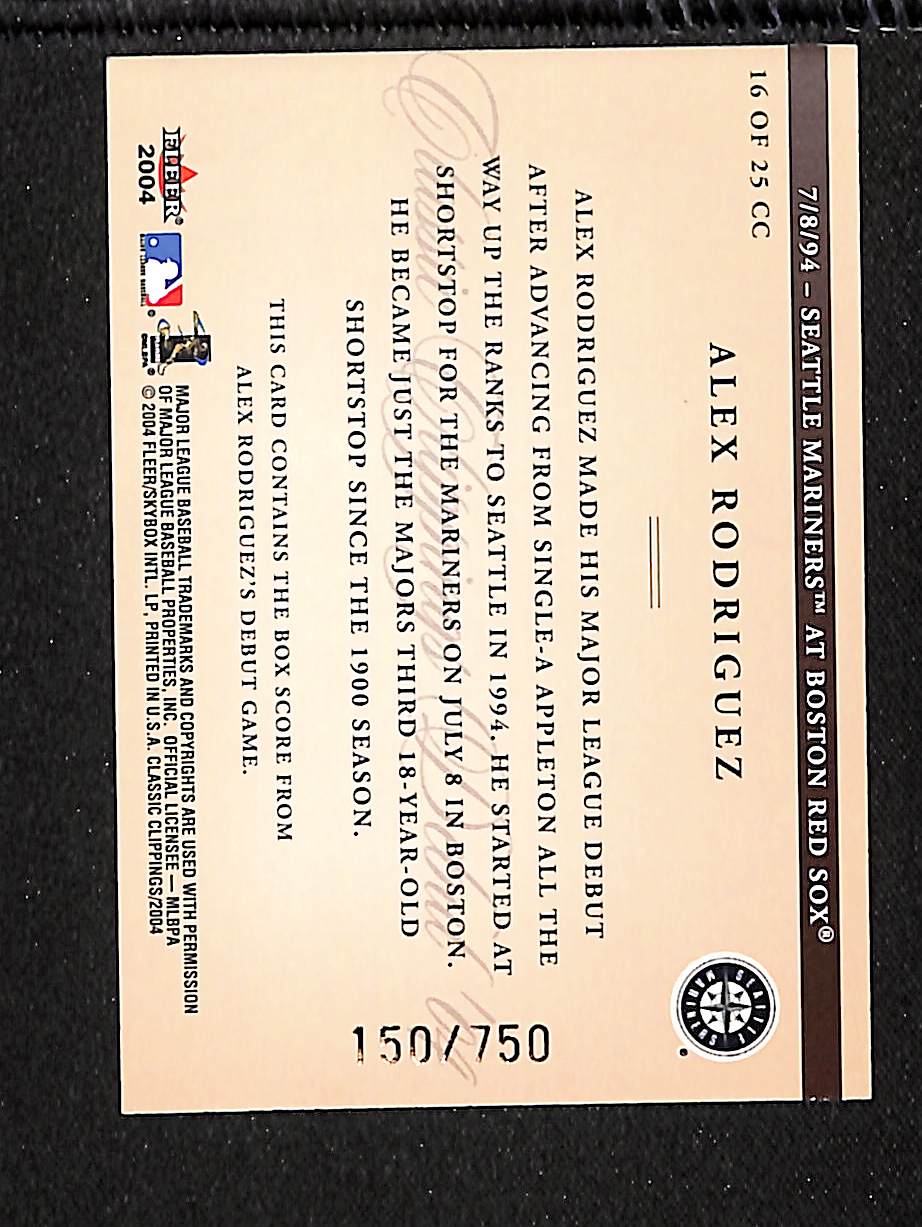 7/8/94 – SEATTLE MARINERS™ AT BOSTON RED SOX®
16 OF 25 CC
ALEX RODRIGUEZ
SEATTLE MARINERS
®
ALEX RODRIGUEZ MADE HIS MAJOR LEAGUE DEBUT
AFTER ADVANCING FROM SINGLE-A APPLETON ALL THE
WAY UP THE RANKS TO SEATTLE IN 1994. HE STARTED AT
SHORTSTOP FOR THE MARINERS ON JULY 8 IN BOSTON.
HE BECAME JUST THE MAJORS THIRD 18-YEAR-OLD
SHORTSTOP SINCE THE 1900 SEASON.
150/750
THIS CARD CONTAINS THE BOX SCORE FROM
ALEX RODRIGUEZ'S DEBUT GAME.
FLEER®
2004
MAJOR LEAGUE BASEBALL TRADEMARKS AND COPYRIGHTS ARE USED WITH PERMISSION
OF MAJOR LEAGUE BASEBALL PROPERTIES, INC. OFFICIAL LICENSEE — MLBPA
© 2004 FLEER/SKYBOX INTL. LP, PRINTED IN U.S.A. CLASSIC CLIPPINGS/2004